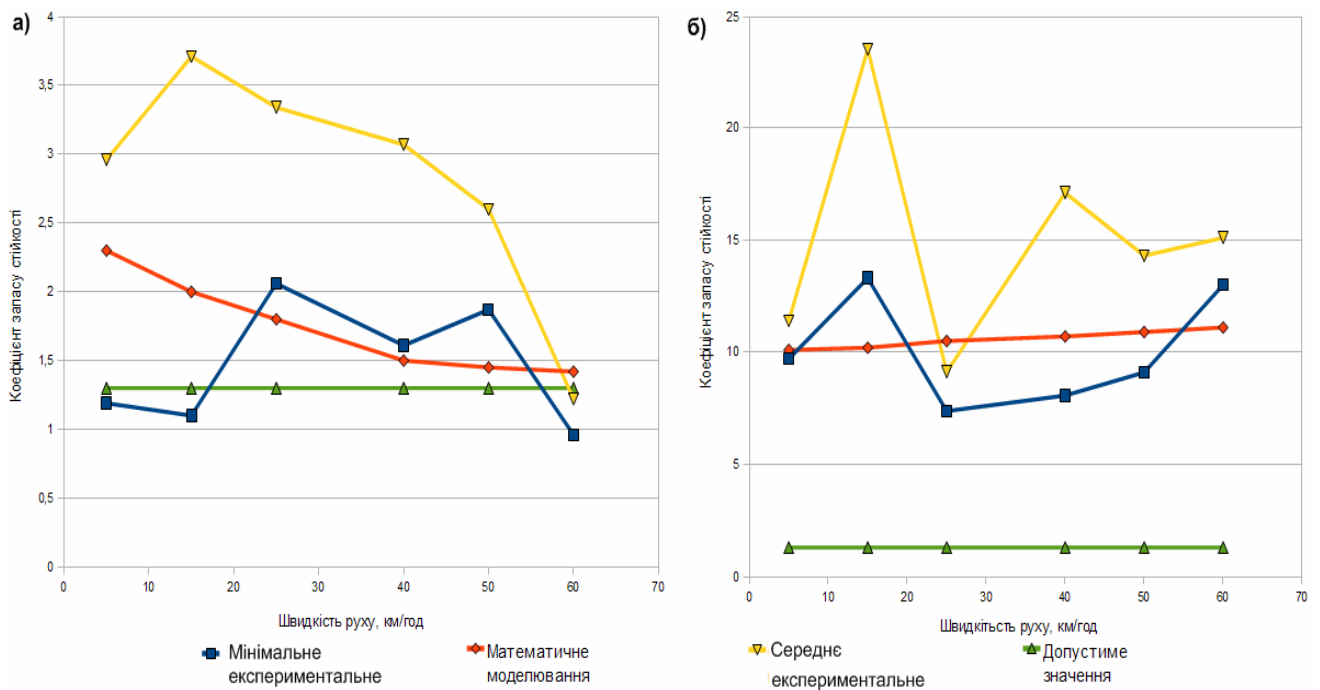 а)
4
3,5
3
2,5
2
1,5
1
0,5
0
Коефіцієнт запасу стійкості
0 10 20 30 40 50 60 70
Швидкість руху, км/год
б)
25
20
15
10
5
0
Коефіцієнт запасу стійкості
0 10 20 30 40 50 60 70
Швидкітьсть руху, км/год
Мінімальне
експериментальне
Математичне
моделювання
Середнє
експериментальне
Допустиме
значення